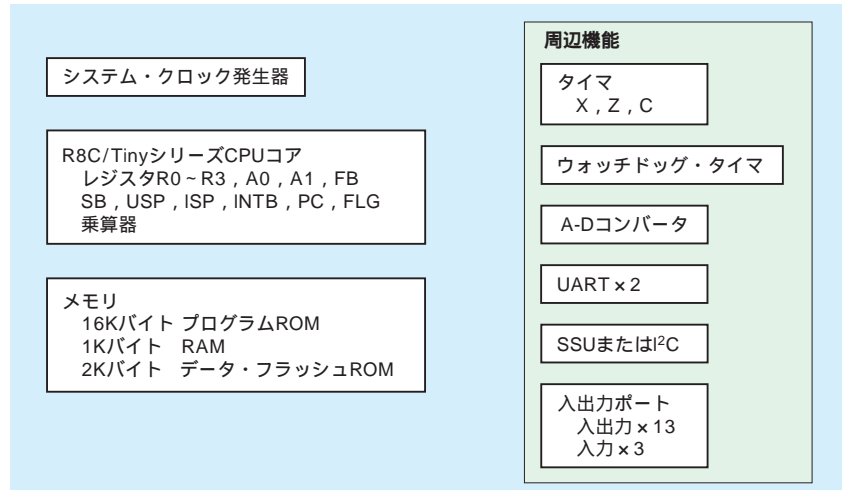 システム・クロック発生器
R8C/TinyシリーズCPUコア
レジスタR0~R3,A0,A1,FB
SB,USP,ISP,INTB,PC,FLG
乗算器
メモリ
16Kバイト プログラムROM
1Kバイト RAM
2Kバイト データ・フラッシュROM
周辺機能
タイマ
X,Z,C
ウォッチドッグ・タイマ
A-Dコンバータ
UART×2
SSUまたはI²C
入出力ポート
入出力×13
入力×3